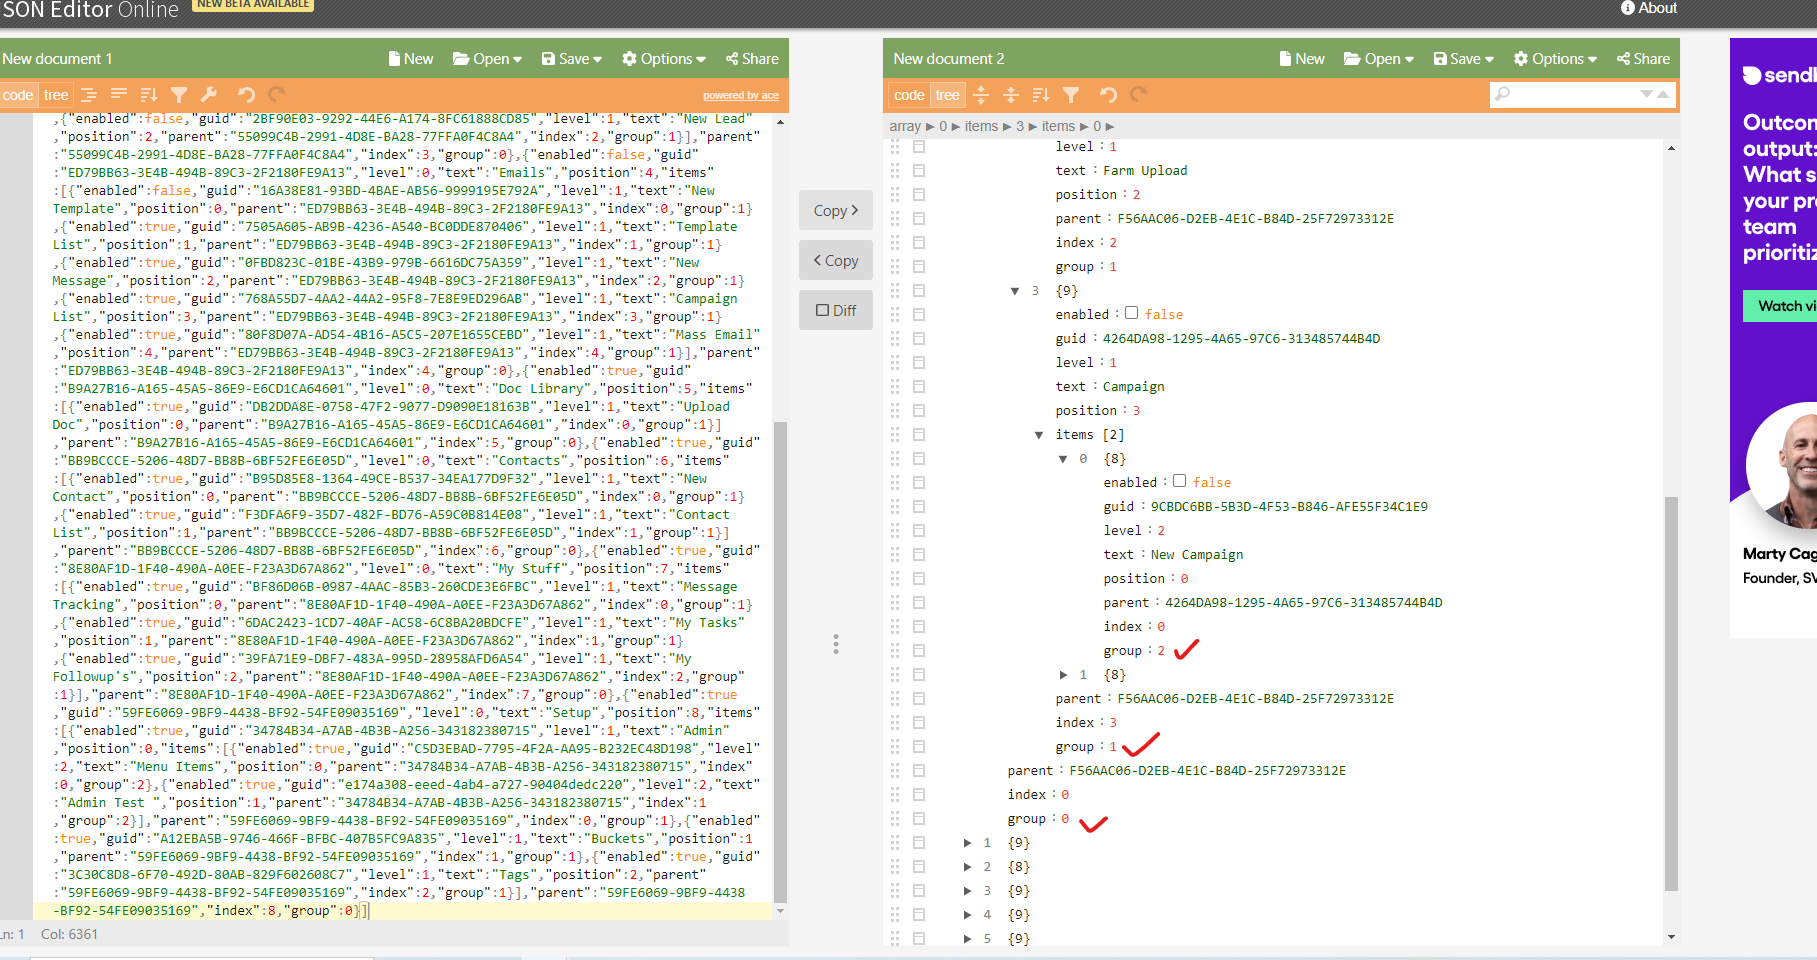 SON Editor Online
NEW BETA AVAILABLE
About
New document 1
New
Open
Save
Options
Share
code
tree
powered by ace
,{"enabled":false,"guid":"2BF90E03-9292-44E6-A174-8FC61888CD85","level":1,"text":"New Lead"
,"position":2,"parent":"55099C4B-2991-4D8E-BA28-77FFA0F4C8A4","index":2,"group":1}],"parent"
:"55099C4B-2991-4D8E-BA28-77FFA0F4C8A4","index":3,"group":0},{"enabled":false,"guid"
:"ED79BB63-3E4B-494B-89C3-2F2180FE9A13","level":0,"text":"Emails","position":4,"items"
:[{"enabled":false,"guid":"16A38E81-93BD-4BAE-AB56-9999195E792A","level":1,"text":"New
Template","position":0,"parent":"ED79BB63-3E4B-494B-89C3-2F2180FE9A13","index":0,"group":1}
,{"enabled":true,"guid":"7505A605-AB9B-4236-A540-BC0DDE870406","level":1,"text":"Template
List","position":1,"parent":"ED79BB63-3E4B-494B-89C3-2F2180FE9A13","index":1,"group":1}
,{"enabled":true,"guid":"0FBD823C-01BE-43B9-979B-6616DC75A359","level":1,"text":"New
Message","position":2,"parent":"ED79BB63-3E4B-494B-89C3-2F2180FE9A13","index":2,"group":1}
,{"enabled":true,"guid":"768A55D7-4AA2-44A2-95F8-7E8E9ED296AB","level":1,"text":"Campaign
List","position":3,"parent":"ED79BB63-3E4B-494B-89C3-2F2180FE9A13","index":3,"group":1}
,{"enabled":true,"guid":"80F8D07A-AD54-4B16-A5C5-207E1655CEBD","level":1,"text":"Mass Email"
,"position":4,"parent":"ED79BB63-3E4B-494B-89C3-2F2180FE9A13","index":4,"group":1}],"parent"
:"ED79BB63-3E4B-494B-89C3-2F2180FE9A13","index":4,"group":0},{"enabled":true,"guid"
:"B9A27B16-A165-45A5-86E9-E6CD1CA64601","level":0,"text":"Doc Library","position":5,"items"
:[{"enabled":true,"guid":"DB2DDA8E-0758-47F2-9077-D9090E18163B","level":1,"text":"Upload
Doc","position":0,"parent":"B9A27B16-A165-45A5-86E9-E6CD1CA64601","index":0,"group":1}]
,"parent":"B9A27B16-A165-45A5-86E9-E6CD1CA64601","index":5,"group":0},{"enabled":true,"guid"
:"BB9BCCCE-5206-48D7-BB8B-6BF52FE6E05D","level":0,"text":"Contacts","position":6,"items"
:[{"enabled":true,"guid":"B95D85E8-1364-49CE-B537-34EA177D9F32","level":1,"text":"New
Contact","position":0,"parent":"BB9BCCCE-5206-48D7-BB8B-6BF52FE6E05D","index":0,"group":1}
,{"enabled":true,"guid":"F3DFA6F9-35D7-482F-BD76-A59C0B814E08","level":1,"text":"Contact
List","position":1,"parent":"BB9BCCCE-5206-48D7-BB8B-6BF52FE6E05D","index":1,"group":1}]
,"parent":"BB9BCCCE-5206-48D7-BB8B-6BF52FE6E05D","index":6,"group":0},{"enabled":true,"guid"
:"8E80AF1D-1F40-490A-A0EE-F23A3D67A862","level":0,"text":"My Stuff","position":7,"items"
:[{"enabled":true,"guid":"BF86D06B-0987-4AAC-85B3-260CDE3E6FBC","level":1,"text":"Message
Tracking","position":0,"parent":"8E80AF1D-1F40-490A-A0EE-F23A3D67A862","index":0,"group":1}
,{"enabled":true,"guid":"6DAC2423-1CD7-40AF-AC58-6C8BA20BDCFE","level":1,"text":"My Tasks"
,"position":1,"parent":"8E80AF1D-1F40-490A-A0EE-F23A3D67A862","index":1,"group":1}
,{"enabled":true,"guid":"39FA71E9-DBF7-483A-995D-28958AFD6A54","level":1,"text":"My
Followup's","position":2,"parent":"8E80AF1D-1F40-490A-A0EE-F23A3D67A862","index":2,"group"
:1}],"parent":"8E80AF1D-1F40-490A-A0EE-F23A3D67A862","index":7,"group":0},{"enabled":true
,"guid":"59FE6069-9BF9-4438-BF92-54FE09035169","level":0,"text":"Setup","position":8,"items"
:[{"enabled":true,"guid":"34784B34-A7AB-4B3B-A256-343182380715","level":1,"text":"Admin"
,"position":0,"items":[{"enabled":true,"guid":"C5D3EBAD-7795-4F2A-AA95-B232EC48D198","level"
:2,"text":"Menu Items","position":0,"parent":"34784B34-A7AB-4B3B-A256-343182380715","index"
:0,"group":2},{"enabled":true,"guid":"e174a308-eeed-4ab4-a727-90404dedc220","level":2,"text"
:"Admin Test ","position":1,"parent":"34784B34-A7AB-4B3B-A256-343182380715","index":1
,"group":2}],"parent":"59FE6069-9BF9-4438-BF92-54FE09035169","index":0,"group":1},{"enabled"
:true,"guid":"A12EBA5B-9746-466F-BFBC-407B5FC9A835","level":1,"text":"Buckets","position":1
,"parent":"59FE6069-9BF9-4438-BF92-54FE09035169","index":1,"group":1},{"enabled":true,"guid"
:"3C30C8D8-6F70-492D-80AB-829F602608C7","level":1,"text":"Tags","position":2,"parent"
:"59FE6069-9BF9-4438-BF92-54FE09035169","index":2,"group":1}],"parent":"59FE6069-9BF9-4438
-BF92-54FE09035169","index":8,"group":0}]
Ln: 1 Col: 6361
Copy >
< Copy
Diff
New document 2
New
Open
Save
Options
Share
code
tree
array ► 0 ► items ► 3 ► items ► 0 ►
level : 1
text : Farm Upload
position : 2
parent : F56AAC06-D2EB-4E1C-B84D-25F72973312E
index : 2
group : 1
3 {9}
enabled : false
guid : 4264DA98-1295-4A65-97C6-313485744B4D
level : 1
text : Campaign
position : 3
items [2]
0 {8}
enabled : false
guid : 9CBDC6BB-5B3D-4F53-B846-AFE55F34C1E9
level : 2
text : New Campaign
position : 0
parent : 4264DA98-1295-4A65-97C6-313485744B4D
index : 0
group : 2
1 {8}
parent : F56AAC06-D2EB-4E1C-B84D-25F72973312E
index : 3
group : 1
parent : F56AAC06-D2EB-4E1C-B84D-25F72973312E
index : 0
group : 0
1 {9}
2 {8}
3 {9}
4 {9}
5 {9}
send
Outcom
output:
What s
your pr
team
prioritiz
Watch vi
Marty Cag
Founder, SV